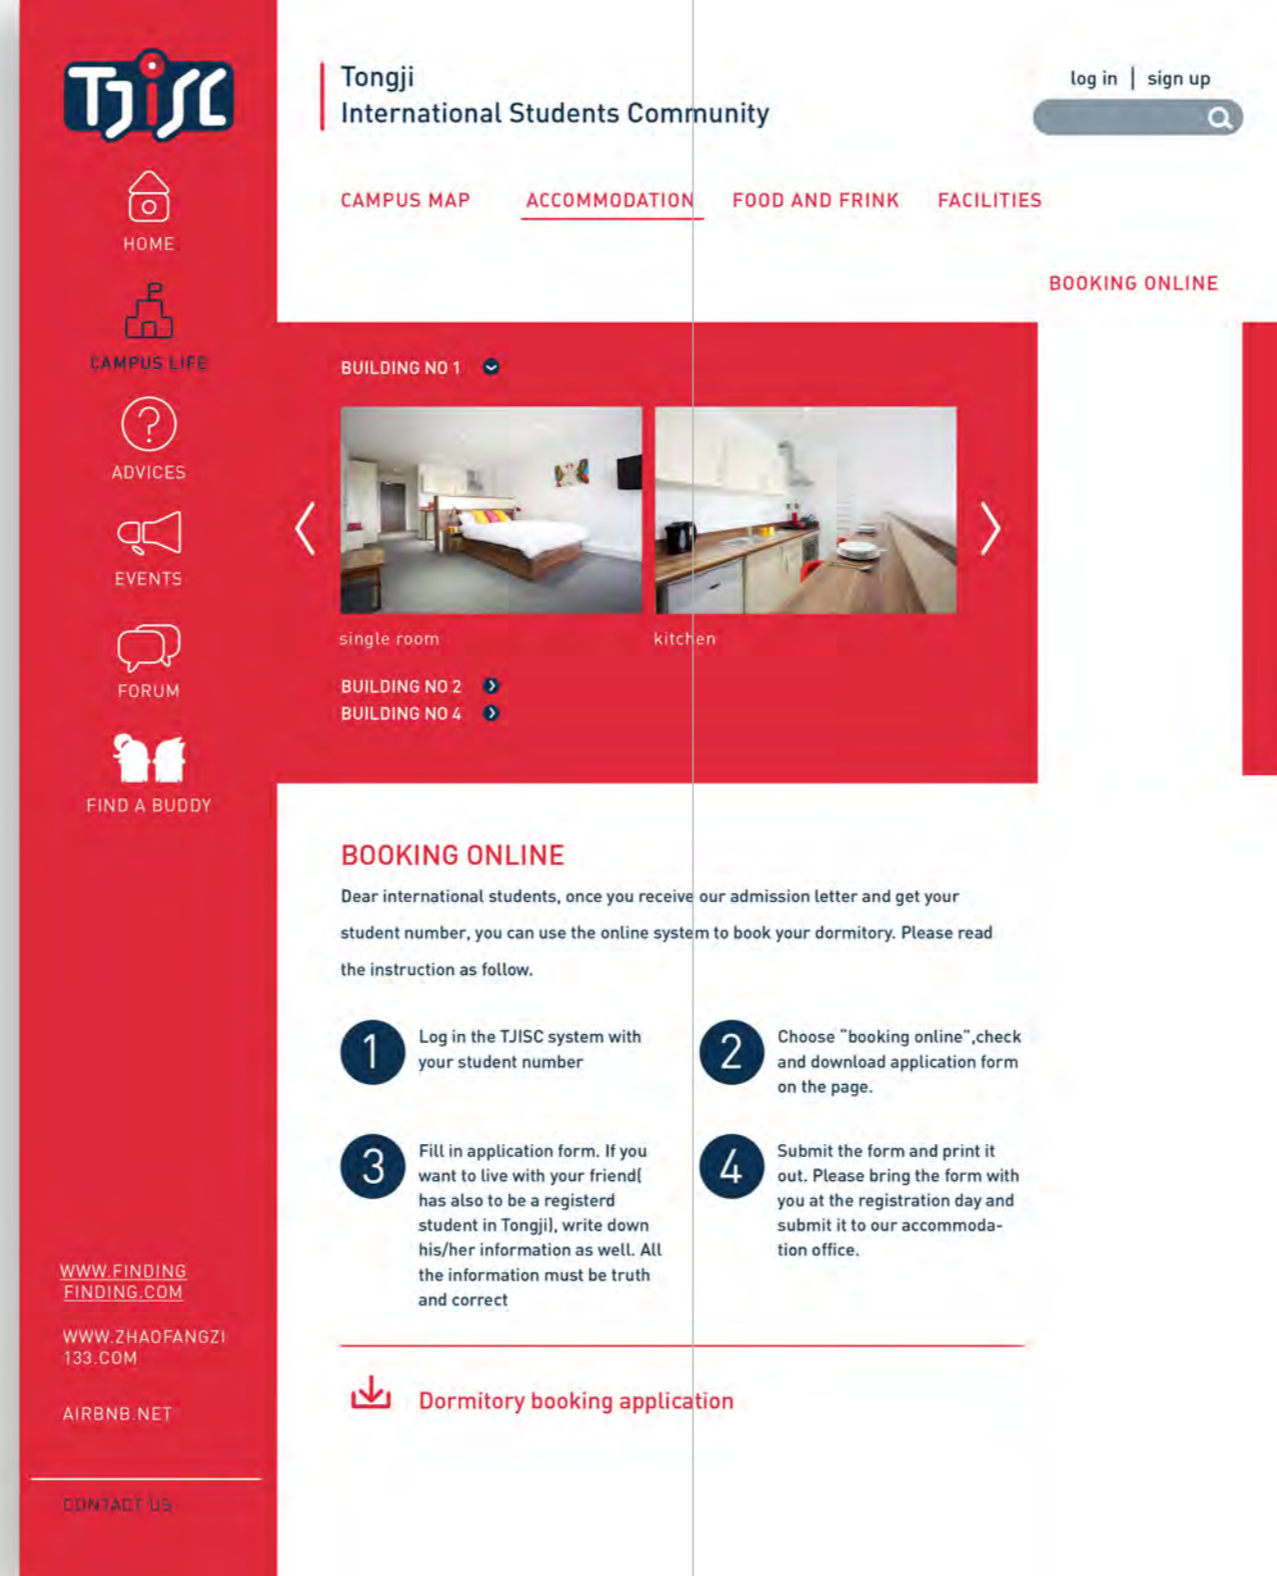 TJiSC
HOME
CAMPUS LIFE
ADVICES
EVENTS
FORUM
FIND A BUDDY
WWW.FINDING
FINDING.COM
WWW.ZHAOFANGZI
133.COM
AIRBNB.NET
CONTACT US
Tongji
International Students Community
log in | sign up
CAMPUS MAP ACCOMMODATION FOOD AND FRINK FACILITIES
BOOKING ONLINE
BUILDING NO 1
single room kitchen
BUILDING NO 2
BUILDING NO 4
BOOKING ONLINE
Dear international students, once you receive our admission letter and get your
student number, you can use the online system to book your dormitory. Please read
the instruction as follow.
1
Log in the TJISC system with
your student number
2
Choose "booking online",check
and download application form
on the page.
3
Fill in application form. If you
want to live with your friend(
has also to be a registerd
student in Tongji), write down
his/her information as well. All
the information must be truth
and correct
4
Submit the form and print it
out. Please bring the form with
you at the registration day and
submit it to our accommoda-
tion office.
Dormitory booking application